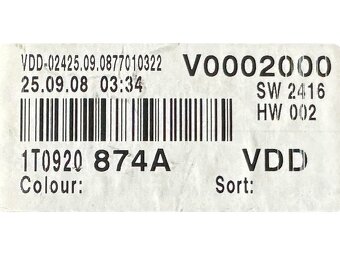 VDD-02425.09.0877010322 V0002000
25.09.08 03:34 SW 2416
HW 002
1T0920 874A VDD
Colour: Sort: